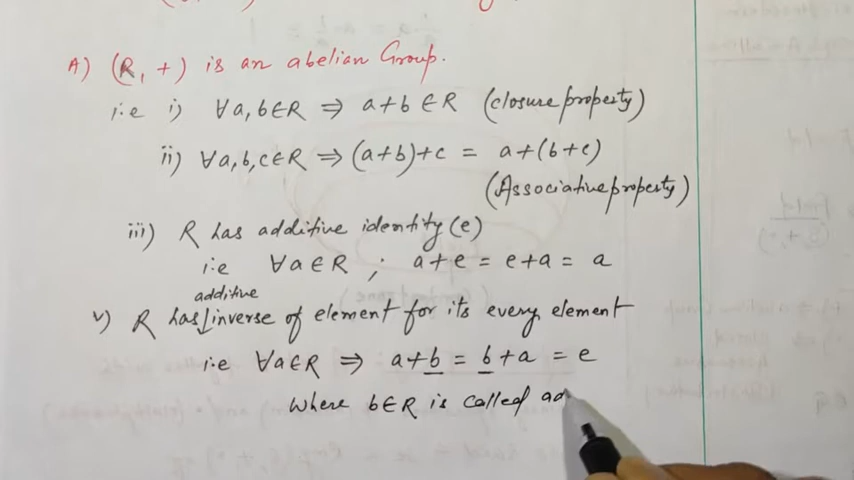 A) (R, +) is an abelian Group.
i.e i) ∀a,b∈R ⇒ a+b ∈R (closure property)
ii) ∀a,b,c∈R ⇒ (a+b)+c = a+(b+c)
(Associative property)
iii) R has additive identity (e)
i.e ∀a∈R ; a+e = e+a = a
additive
v) R has inverse of element for its every element
i.e ∀a∈R ⇒ a+b = b+a = e
Where b∈R is called ad